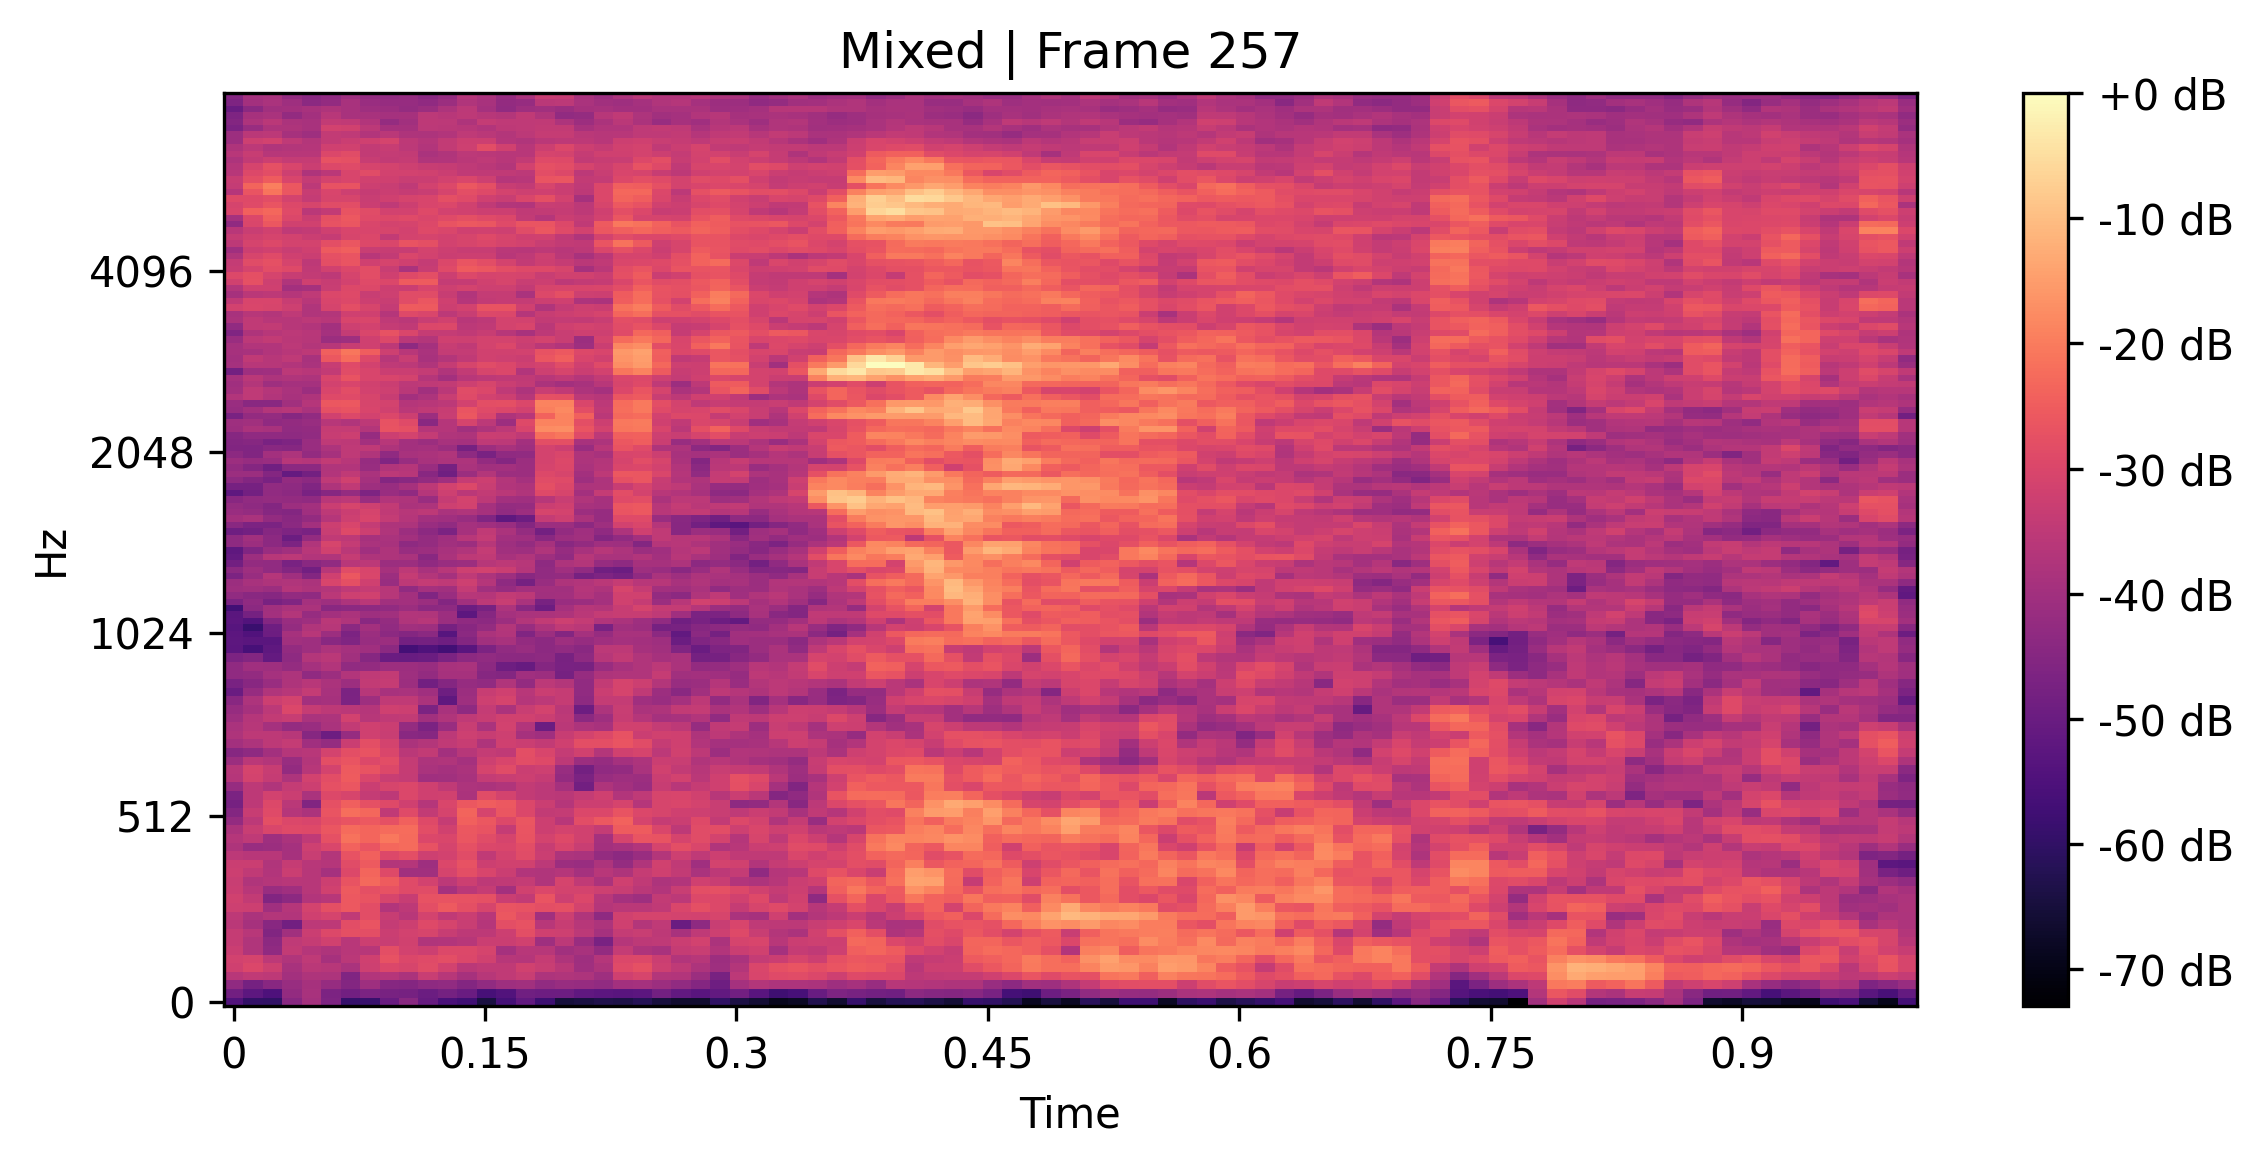 Mixed | Frame 257
+0 dB
-10 dB
-20 dB
-30 dB
-40 dB
-50 dB
-60 dB
-70 dB
4096
2048
1024
512
0
Hz
0 0.15 0.3 0.45 0.6 0.75 0.9
Time